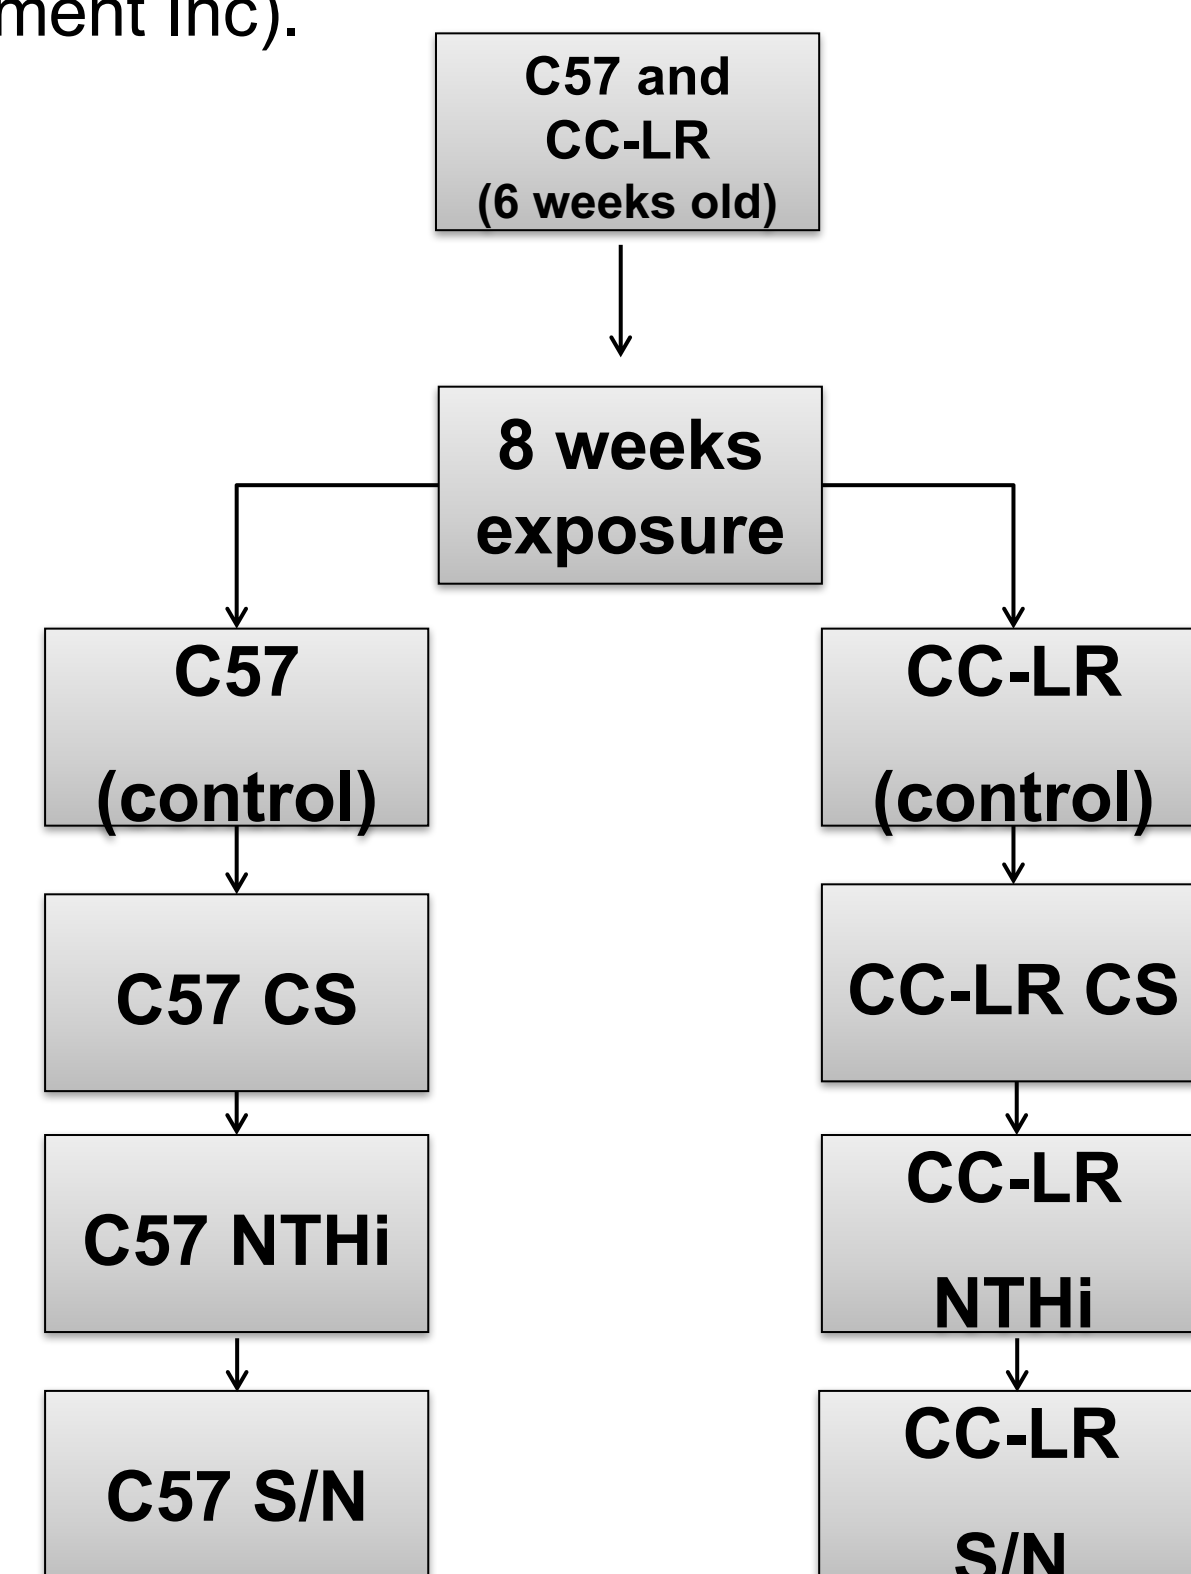 ment Inc).
C57 and
CC-LR
(6 weeks old)
8 weeks
exposure
C57
(control)
CC-LR
(control)
C57 CS
CC-LR CS
C57 NTHi
CC-LR
NTHi
C57 S/N
CC-LR
S/N